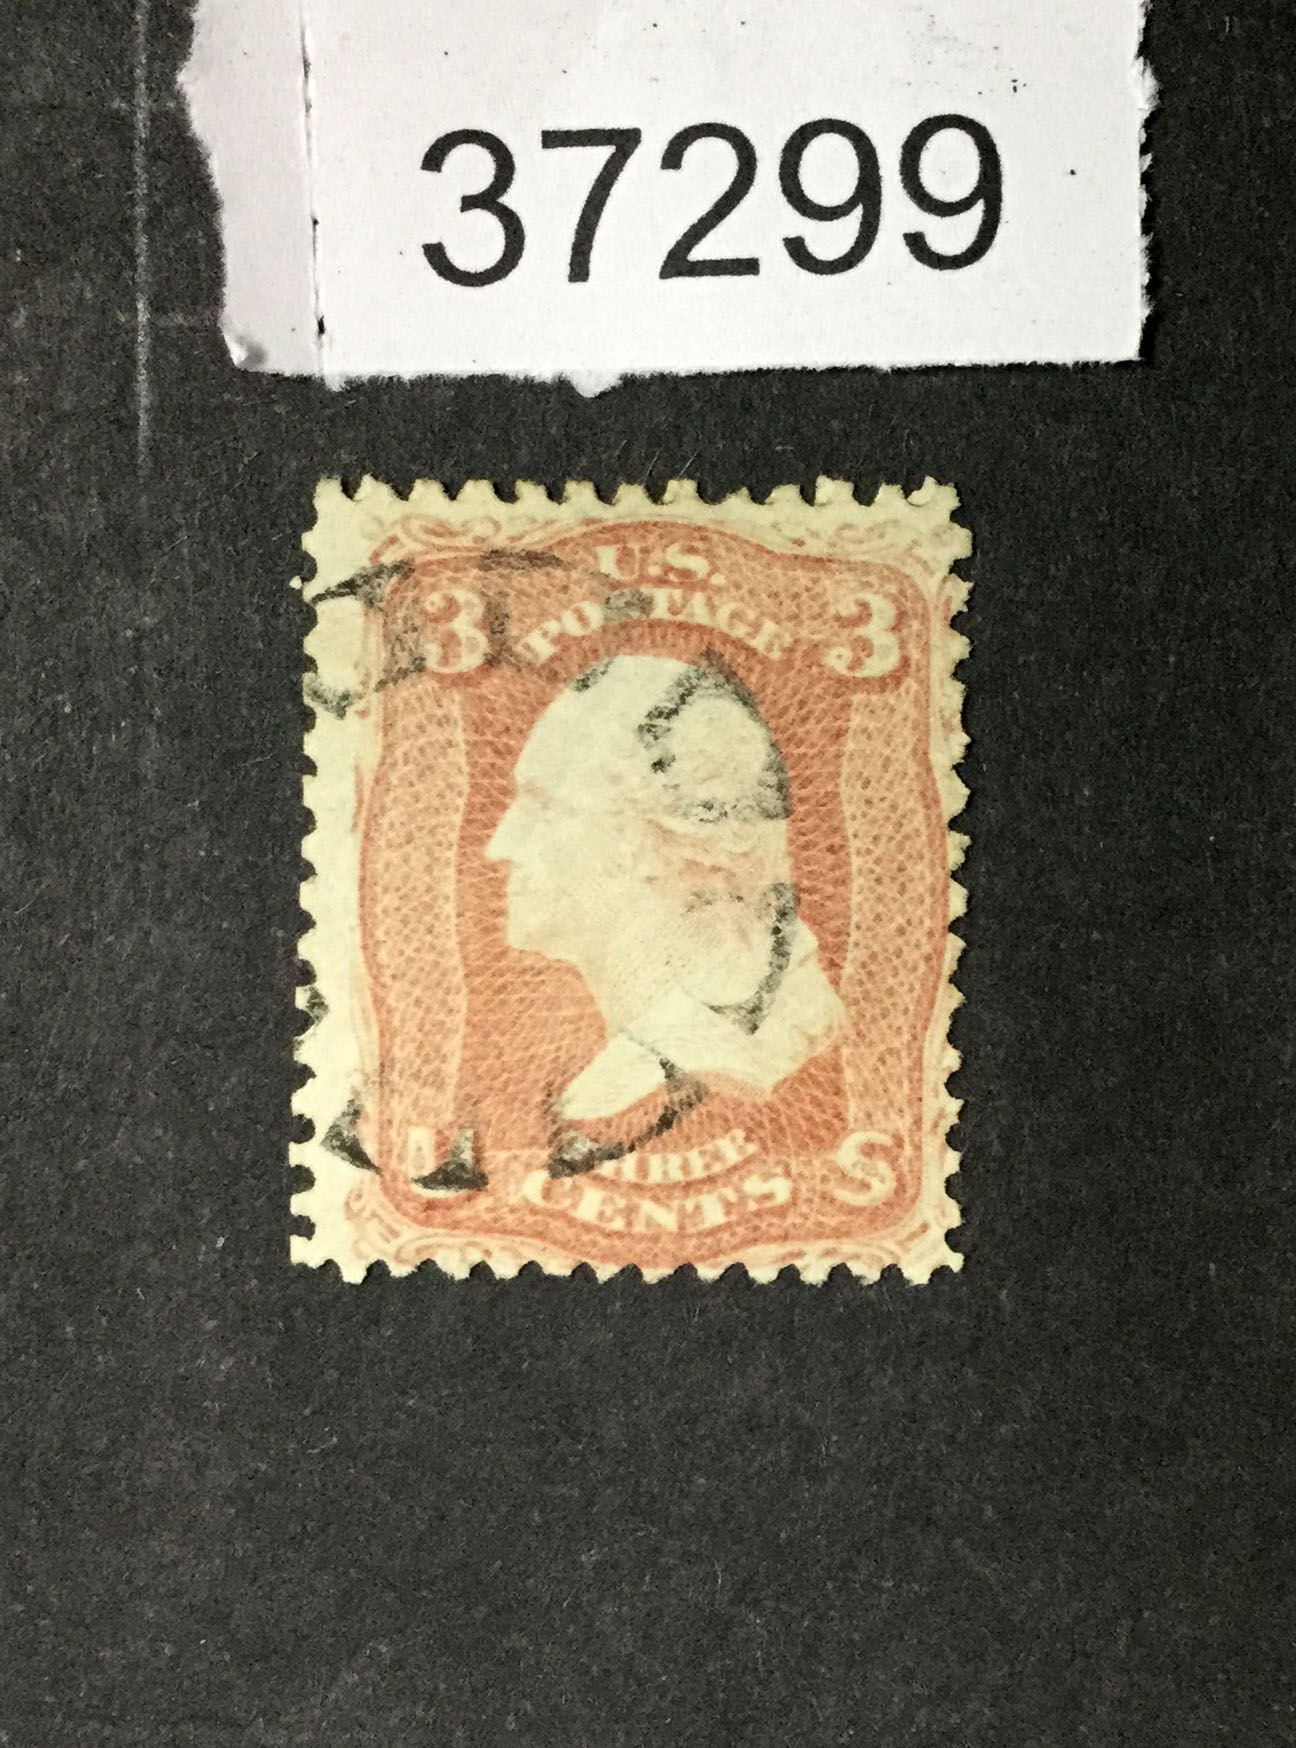 37299
U.S.
POSTAGE
3 3
U S
THREE
CENTS